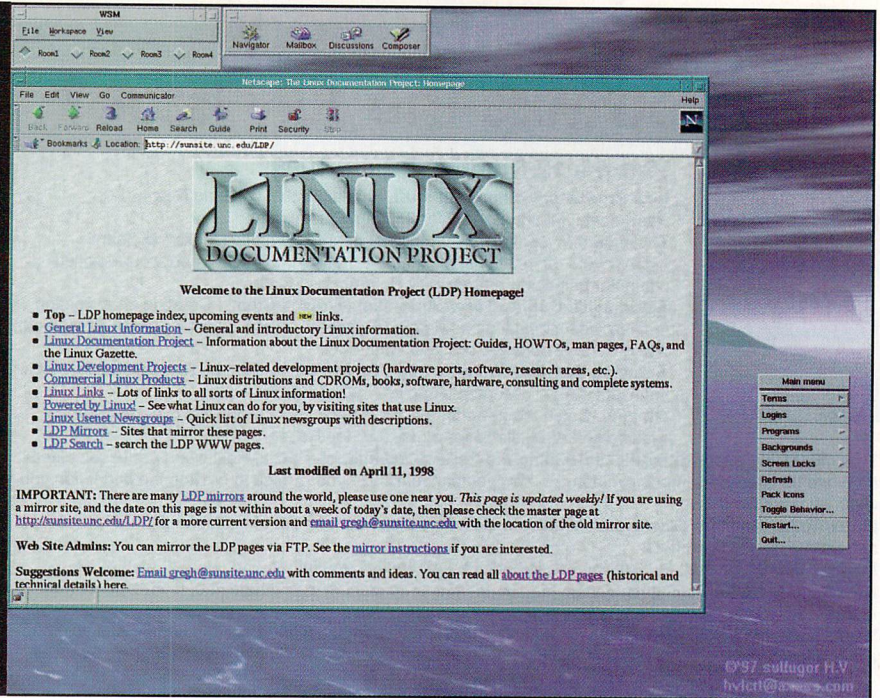 WSM
File Workspace View
Room1 Room2 Room3 Room4
Navigator Mailbox Discussions Composer
Netscape: The Linux Documentation Project: Homepage
File Edit View Go Communicator Help
Back Forward Reload Home Search Guide Print Security Stop
N
Bookmarks Location: http://sunsite.unc.edu/LDP/
LINUX
DOCUMENTATION PROJECT
Welcome to the Linux Documentation Project (LDP) Homepage!
Top – LDP homepage index, upcoming events and NEW links.
General Linux Information – General and introductory Linux information.
Linux Documentation Project – Information about the Linux Documentation Project: Guides, HOWTOs, man pages, FAQs, and
the Linux Gazette.
Linux Development Projects – Linux-related development projects (hardware ports, software, research areas, etc.).
Commercial Linux Products – Linux distributions and CDROMs, books, software, hardware, consulting and complete systems.
Linux Links – Lots of links to all sorts of Linux information!
Powered by Linux! – See what Linux can do for you, by visiting sites that use Linux.
Linux Usenet Newsgroups – Quick list of Linux newsgroups with descriptions.
LDP Mirrors – Sites that mirror these pages.
LDP Search – search the LDP WWW pages.
Last modified on April 11, 1998
IMPORTANT: There are many LDP mirrors around the world, please use one near you. This page is updated weekly! If you are using
a mirror site, and the date on this page is not within about a week of today's date, then please check the master page at
http://sunsite.unc.edu/LDP/ for a more current version and email gregh@sunsite.unc.edu with the location of the old mirror site.
Web Site Admins: You can mirror the LDP pages via FTP. See the mirror instructions if you are interested.
Suggestions Welcome: Email gregh@sunsite.unc.edu with comments and ideas. You can read all about the LDP pages (historical and
technical details) here.
Main menu
Terms
Logins
Programs
Backgrounds
Screen Locks
Refresh
Pack Icons
Toggle Behavior...
Restart...
Quit...
©'97 sulfugor H.V